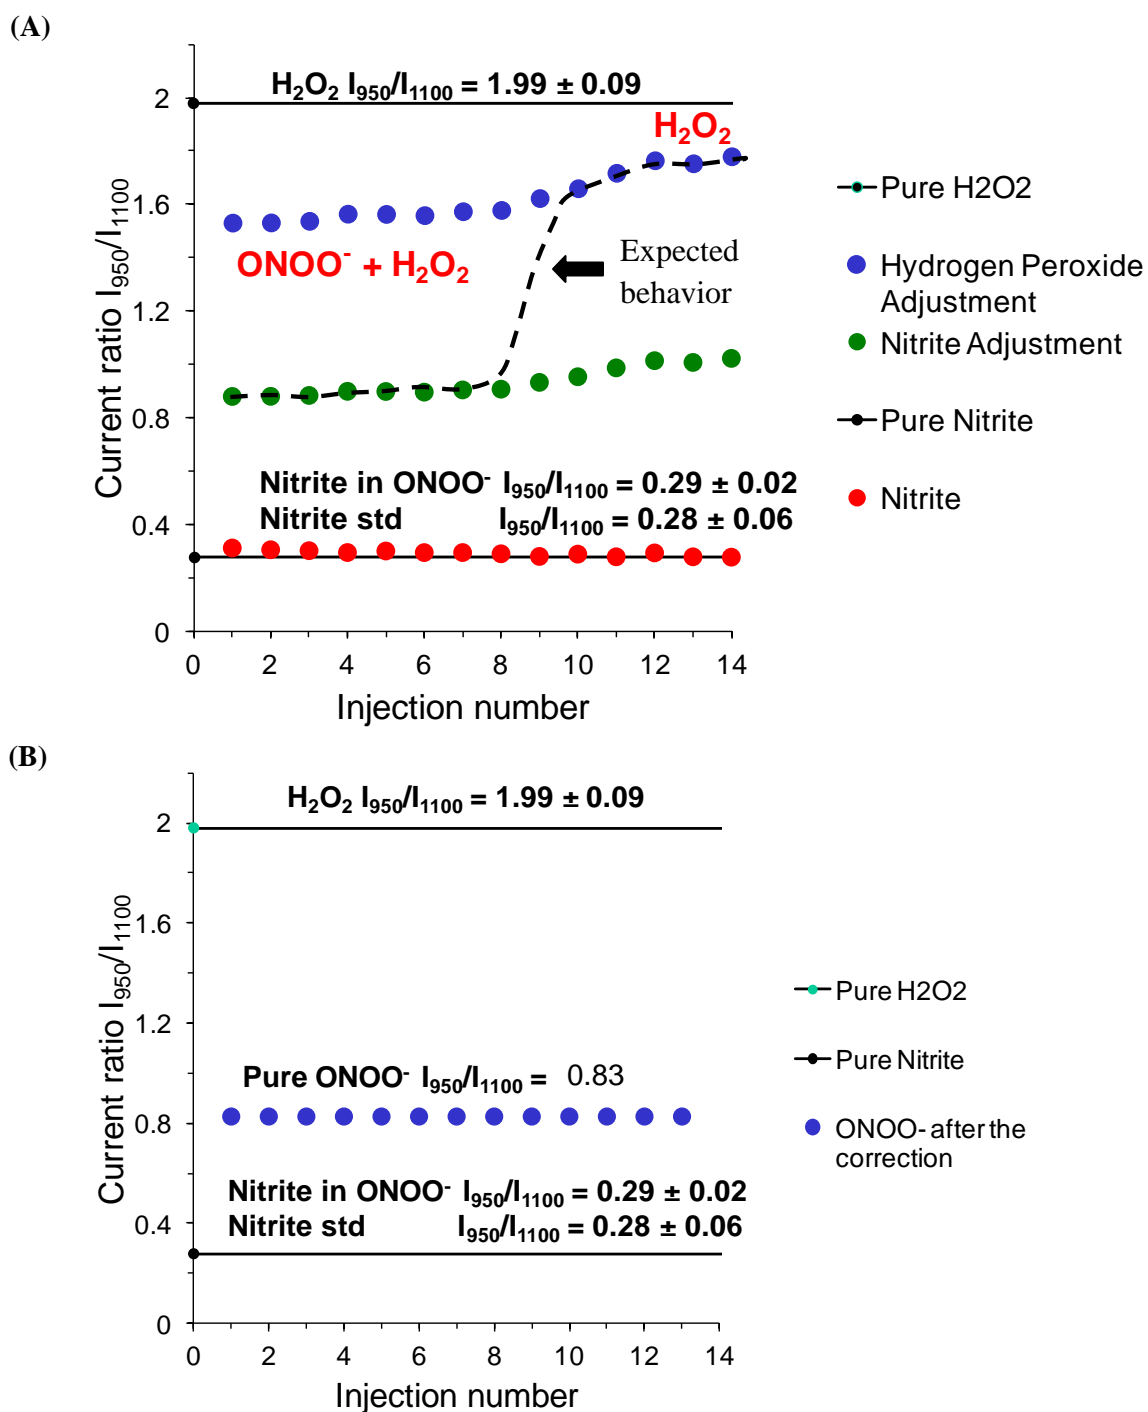 (A)
H₂O₂ I₉₅₀/I₁₁₀₀ = 1.99 ± 0.09
H₂O₂
ONOO⁻ + H₂O₂
Expected
behavior
Nitrite in ONOO⁻ I₉₅₀/I₁₁₀₀ = 0.29 ± 0.02
Nitrite std I₉₅₀/I₁₁₀₀ = 0.28 ± 0.06
Current ratio I₉₅₀/I₁₁₀₀
2
1.6
1.2
0.8
0.4
0
0 2 4 6 8 10 12 14
Injection number
Pure H2O2
Hydrogen Peroxide
Adjustment
Nitrite Adjustment
Pure Nitrite
Nitrite
(B)
H₂O₂ I₉₅₀/I₁₁₀₀ = 1.99 ± 0.09
Pure ONOO⁻ I₉₅₀/I₁₁₀₀ = 0.83
Nitrite in ONOO⁻ I₉₅₀/I₁₁₀₀ = 0.29 ± 0.02
Nitrite std I₉₅₀/I₁₁₀₀ = 0.28 ± 0.06
Current ratio I₉₅₀/I₁₁₀₀
2
1.6
1.2
0.8
0.4
0
0 2 4 6 8 10 12 14
Injection number
Pure H2O2
Pure Nitrite
ONOO- after the
correction